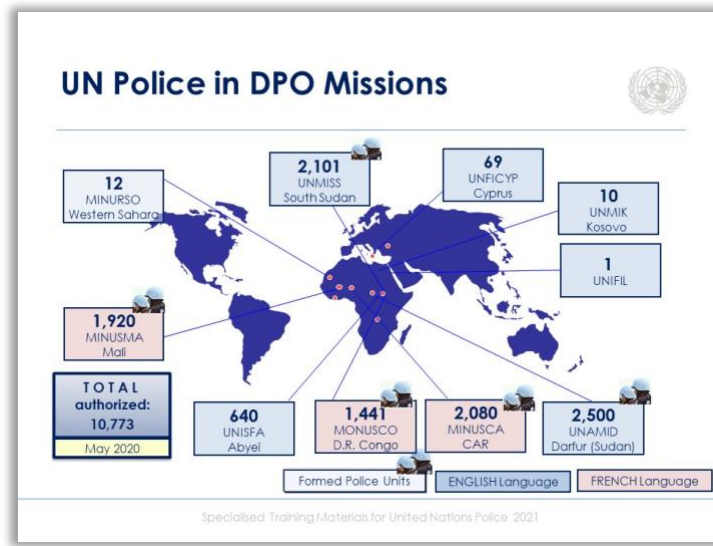 UN Police in DPO Missions
12
MINURSO
Western Sahara
2,101
UNMISS
South Sudan
69
UNFICYP
Cyprus
10
UNMIK
Kosovo
1
UNIFIL
1,920
MINUSMA
Mali
TOTAL
authorized:
10,773
May 2020
640
UNISFA
Abyei
1,441
MONUSCO
D.R. Congo
2,080
MINUSCA
CAR
2,500
UNAMID
Darfur (Sudan)
Formed Police Units
ENGLISH Language
FRENCH Language
Specialised Training Materials for United Nations Police 2021